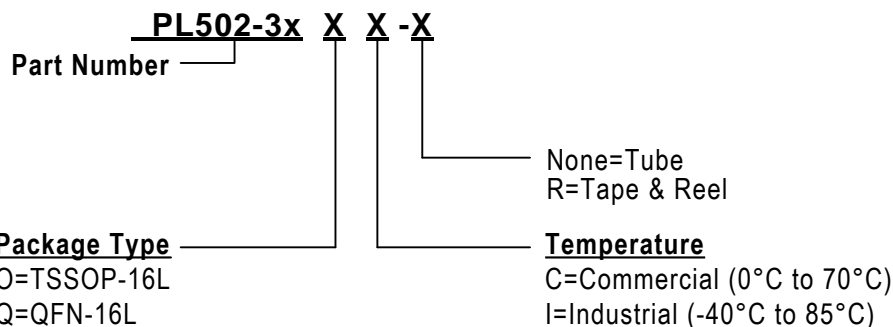 PL502-3x X X -X
Part Number
None=Tube
R=Tape & Reel
Package Type
O=TSSOP-16L
Q=QFN-16L
Temperature
C=Commercial (0°C to 70°C)
I=Industrial (-40°C to 85°C)